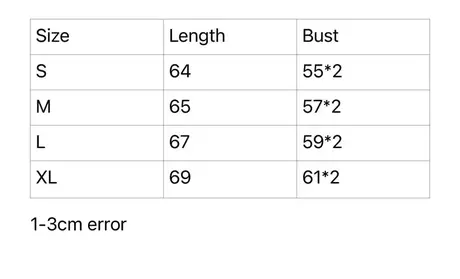 Size Length Bust
S 64 55*2
M 65 57*2
L 67 59*2
XL 69 61*2
1-3cm error